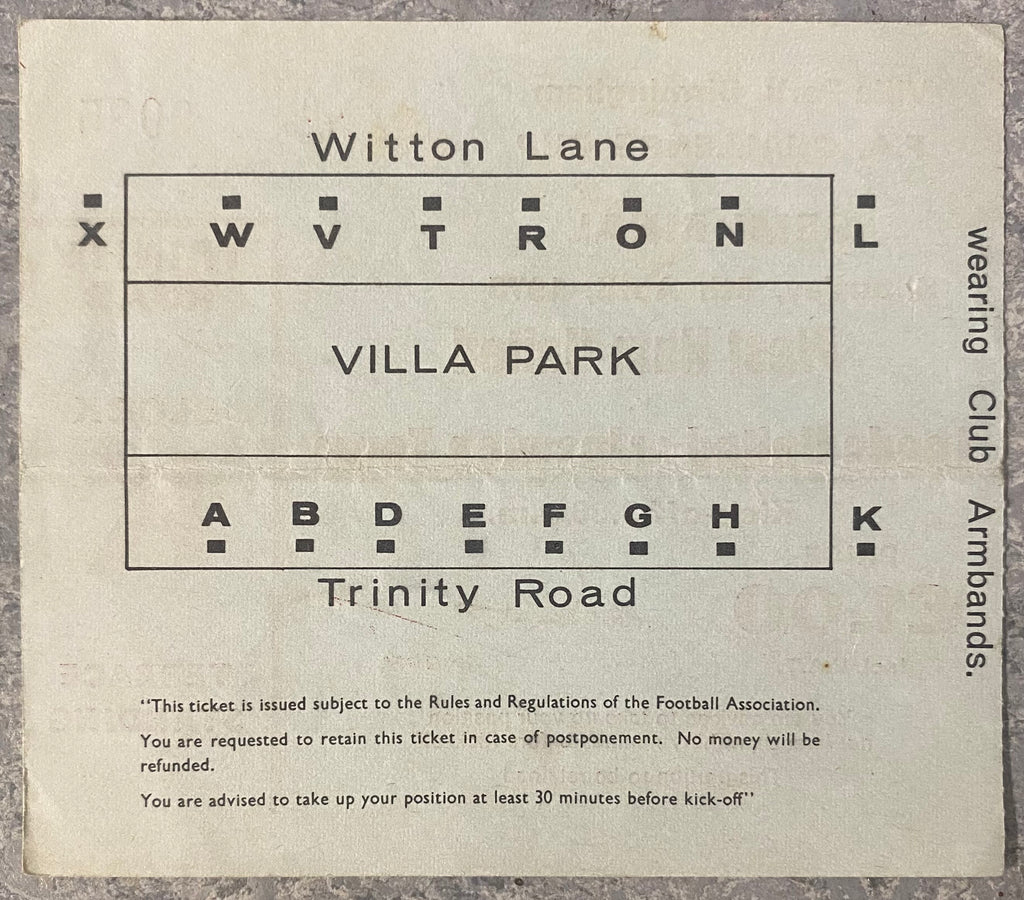 Witton Lane
X W V T R O N L
VILLA PARK
A B D E F G H K
Trinity Road
wearing Club Armbands.
"This ticket is issued subject to the Rules and Regulations of the Football Association.
You are requested to retain this ticket in case of postponement. No money will be
refunded.
You are advised to take up your position at least 30 minutes before kick-off"